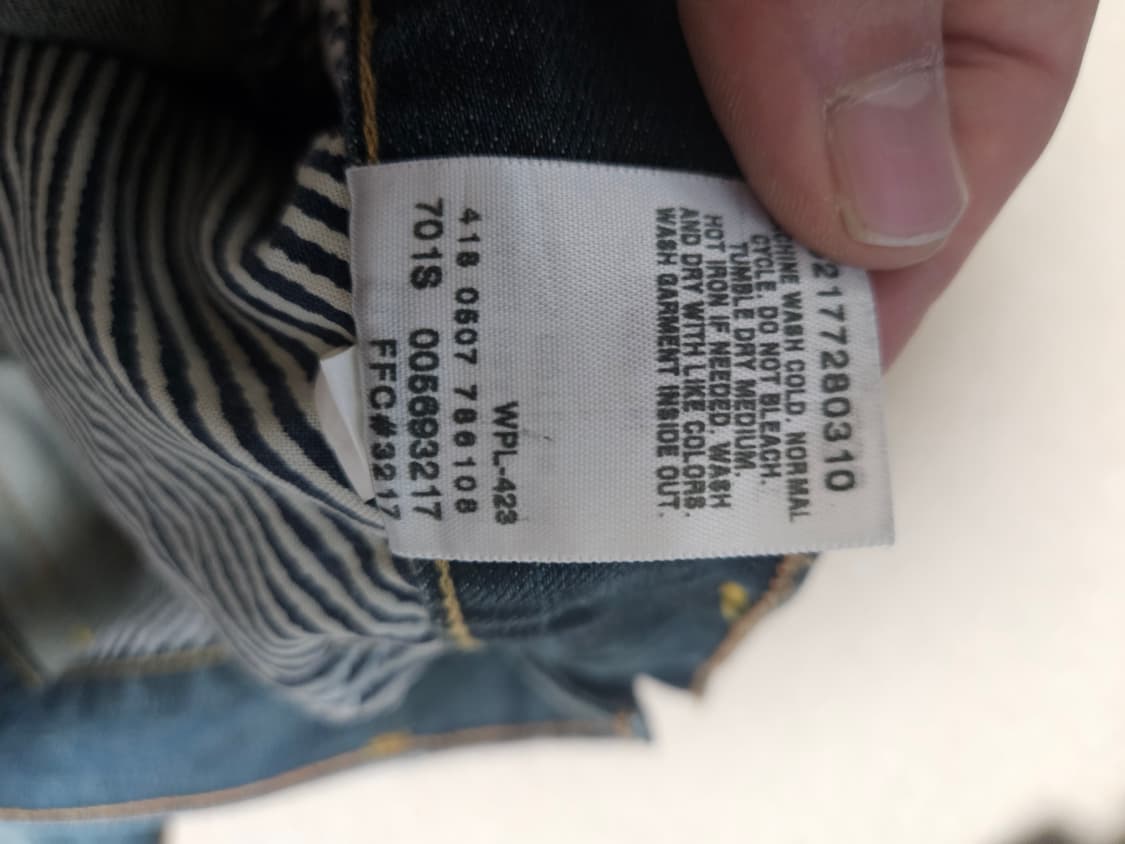 2177280310
CHINE WASH COLD, NORMAL
CYCLE. DO NOT BLEACH.
TUMBLE DRY MEDIUM.
HOT IRON IF NEEDED. WASH
AND DRY WITH LIKE COLORS.
WASH GARMENT INSIDE OUT.
WPL-423
418 0507 786108
701S 005693217
FFC#3217